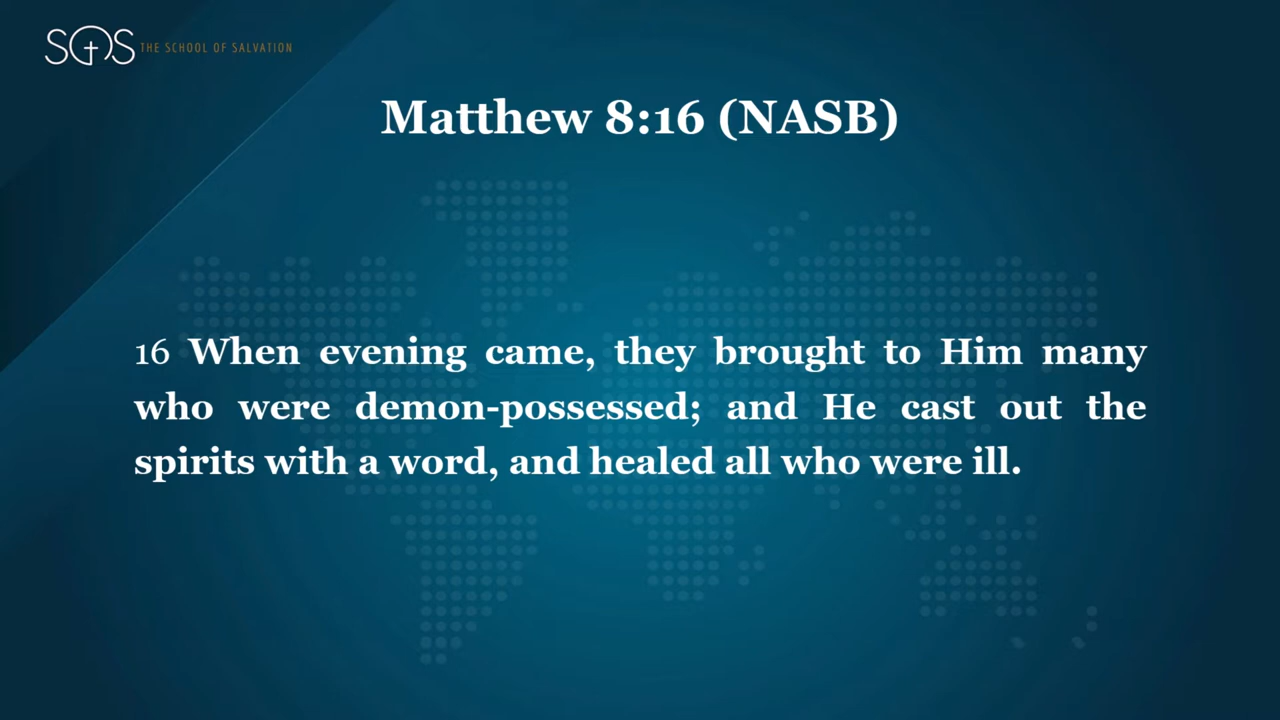 SOS THE SCHOOL OF SALVATION
Matthew 8:16 (NASB)
16 When evening came, they brought to Him many
who were demon-possessed; and He cast out the
spirits with a word, and healed all who were ill.